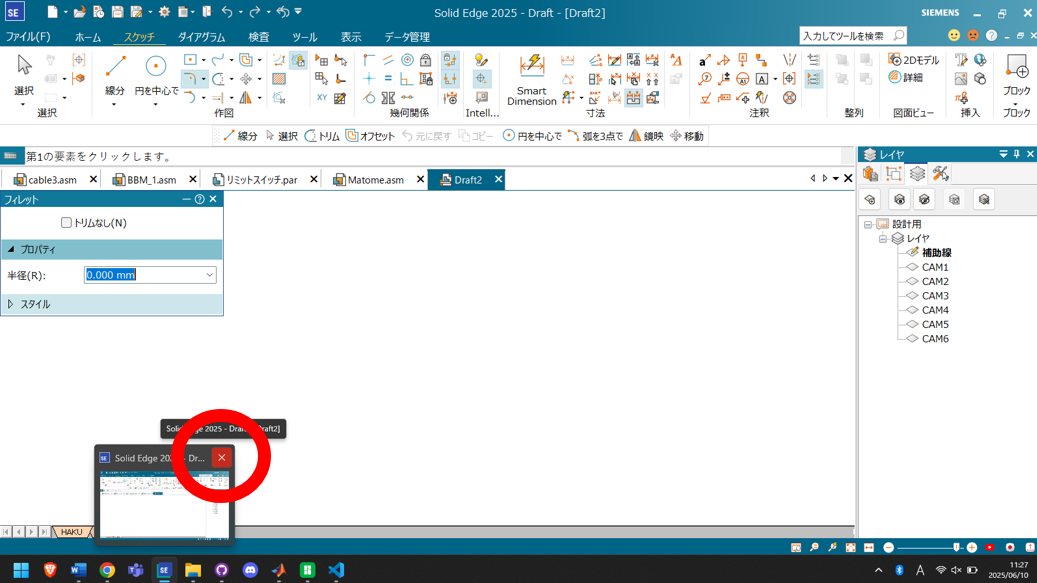 SE
Solid Edge 2025 - Draft - [Draft2]
SIEMENS
ファイル(F)
ホーム
スケッチ
ダイアグラム
検査
ツール
表示
データ管理
入力してツールを検索
選択
線分
円を中心で
Smart
Dimension
XY
2Dモデル
詳細
ブロック
選択
作図
幾何関係
Intell...
寸法
注釈
整列
図面ビュー
挿入
ブロック
線分
選択
トリム
オフセット
元に戻す
コピー
円を中心で
弧を3点で
鏡映
移動
第1の要素をクリックします。
レイヤ
cable3.asm
BBM_1.asm
リミットスイッチ.par
Matome.asm
Draft2
フィレット
トリムなし(N)
プロパティ
半径(R):
0.000 mm
スタイル
設計用
レイヤ
補助線
CAM1
CAM2
CAM3
CAM4
CAM5
CAM6
Solid Edge 2025 - Draft - [Draft2]
SE
Solid Edge 2025 - Dr...
HAKU
SE
A
11:27
2025/06/10